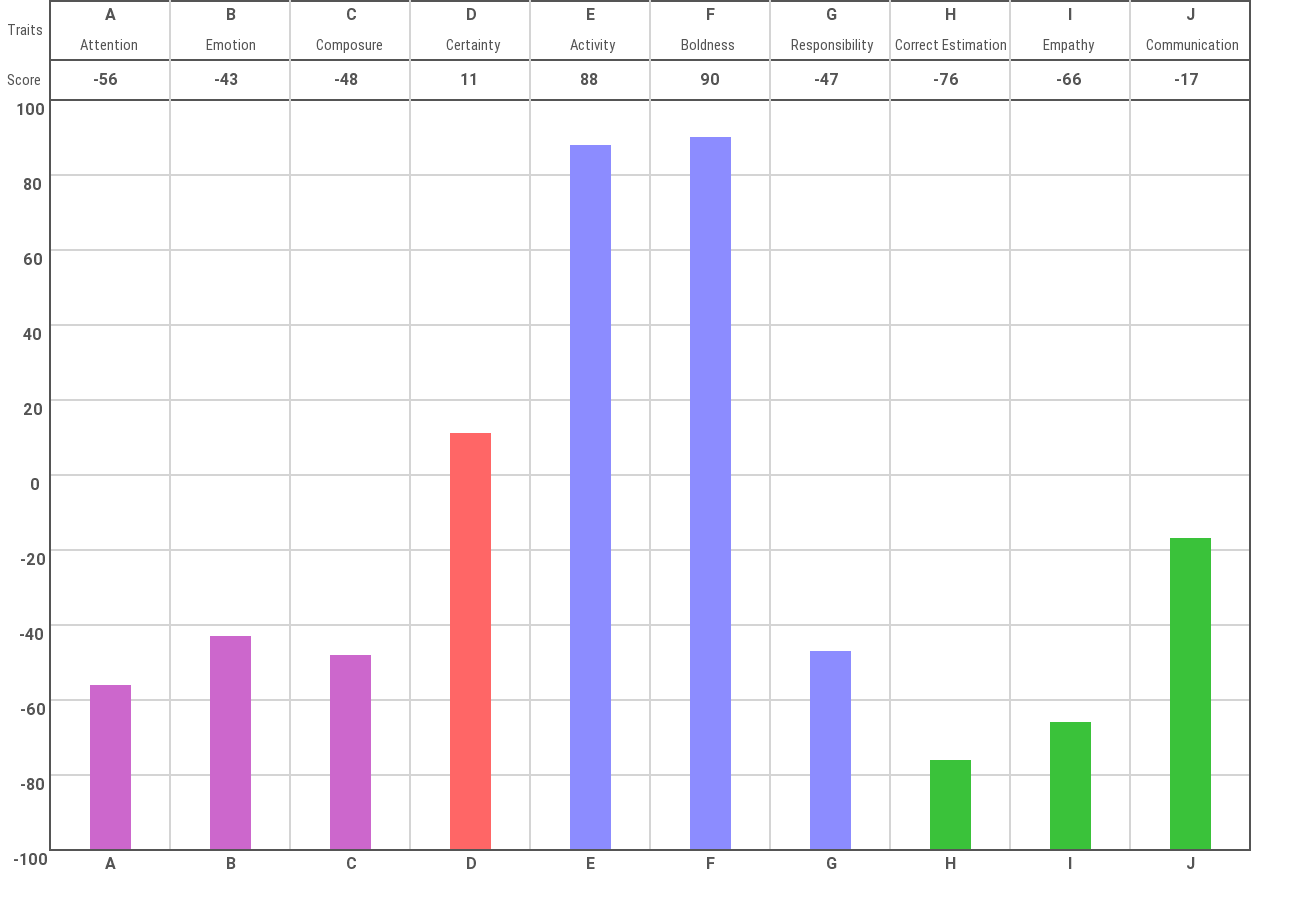 A B C D E F G H I J
Traits
Attention Emotion Composure Certainty Activity Boldness Responsibility Correct Estimation Empathy Communication
Score -56 -43 -48 11 88 90 -47 -76 -66 -17
100
80
60
40
20
0
-20
-40
-60
-80
-100
A B C D E F G H I J